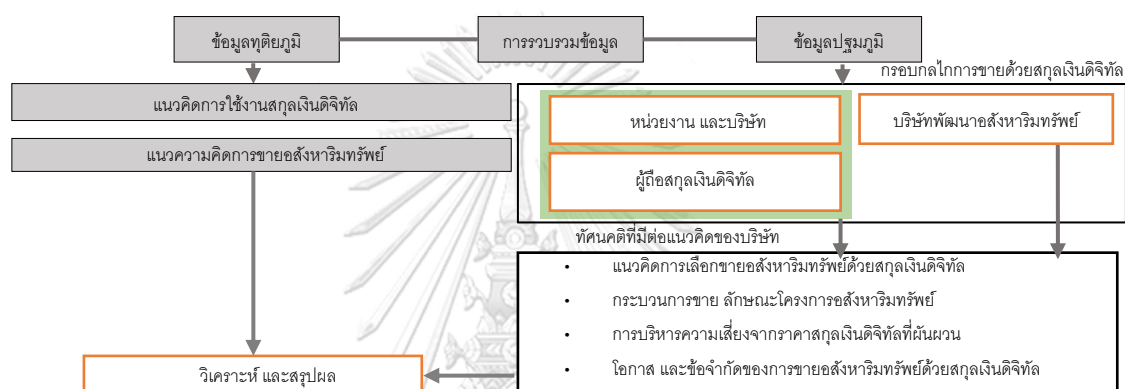 ข้อมูลทุติยภูมิ
การรวบรวมข้อมูล
ข้อมูลปฐมภูมิ
กรอบกลไกการขายด้วยสกุลเงินดิจิทัล
แนวคิดการใช้งานสกุลเงินดิจิทัล
แนวความคิดการขายอสังหาริมทรัพย์
หน่วยงาน และบริษัท
บริษัทพัฒนาอสังหาริมทรัพย์
ผู้ถือสกุลเงินดิจิทัล
ทัศนคติที่มีต่อแนวคิดของบริษัท
• แนวคิดการเลือกขายอสังหาริมทรัพย์ด้วยสกุลเงินดิจิทัล
• กระบวนการขาย ลักษณะโครงการอสังหาริมทรัพย์
• การบริหารความเสี่ยงจากราคาสกุลเงินดิจิทัลที่ผันผวน
• โอกาส และข้อจำกัดของการขายอสังหาริมทรัพย์ด้วยสกุลเงินดิจิทัล
วิเคราะห์ และสรุปผล